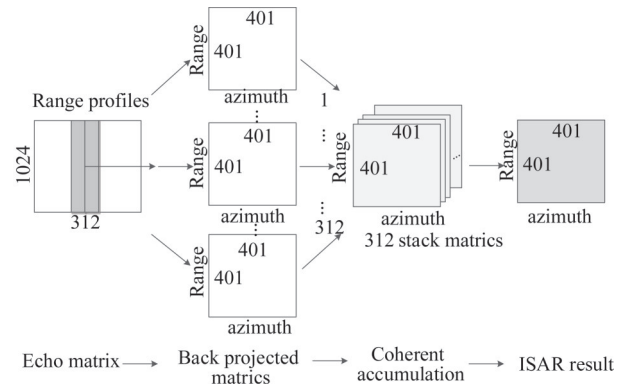 Range profiles
1024
312
Range
401
401
azimuth
...
Range
401
401
azimuth
...
Range
401
401
azimuth
1
...
...
312
Range
401
401
...
azimuth
312 stack matrics
Range
401
401
azimuth
Echo matrix
Back projected
matrics
Coherent
accumulation
ISAR result